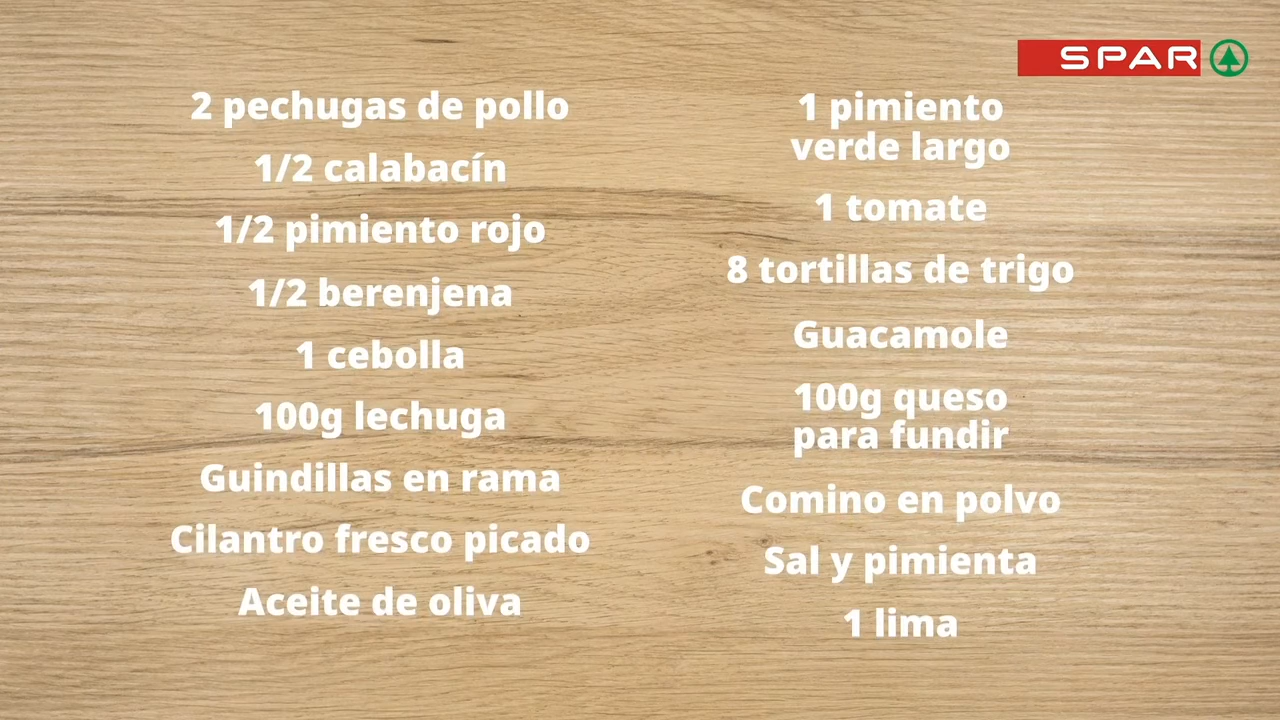 SPAR
2 pechugas de pollo
1/2 calabacín
1/2 pimiento rojo
1/2 berenjena
1 cebolla
100g lechuga
Guindillas en rama
Cilantro fresco picado
Aceite de oliva
1 pimiento
verde largo
1 tomate
8 tortillas de trigo
Guacamole
100g queso
para fundir
Comino en polvo
Sal y pimienta
1 lima